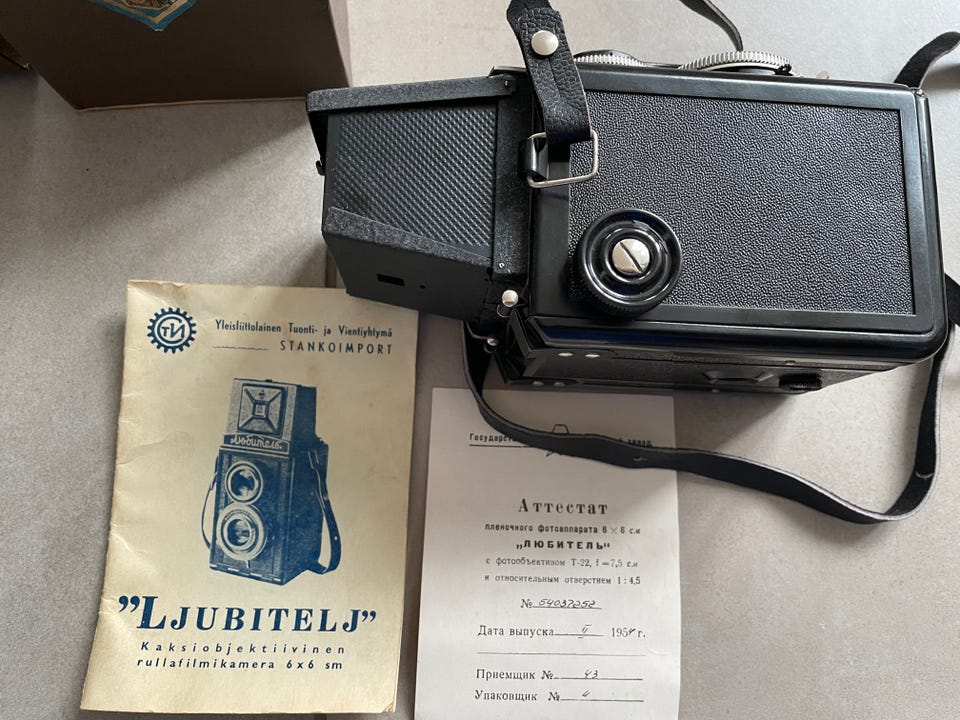 Yleisliittolainen Tuonti- ja Vientiyhtymä
STANKOIMPORT
Любитель
"LJUBITELJ"
Kaksiobjektiivinen
rullafilmikamera 6x6 sm
Аттестат
пленочного фотоаппарата 6 × 6 см
„ЛЮБИТЕЛЬ“
с фотообъективом Т-22, f=7,5 см
и относительным отверстием 1:4,5
№ 54037252
Дата выпуска II 1954 г.
Приемщик № 43
Упаковщик № 4